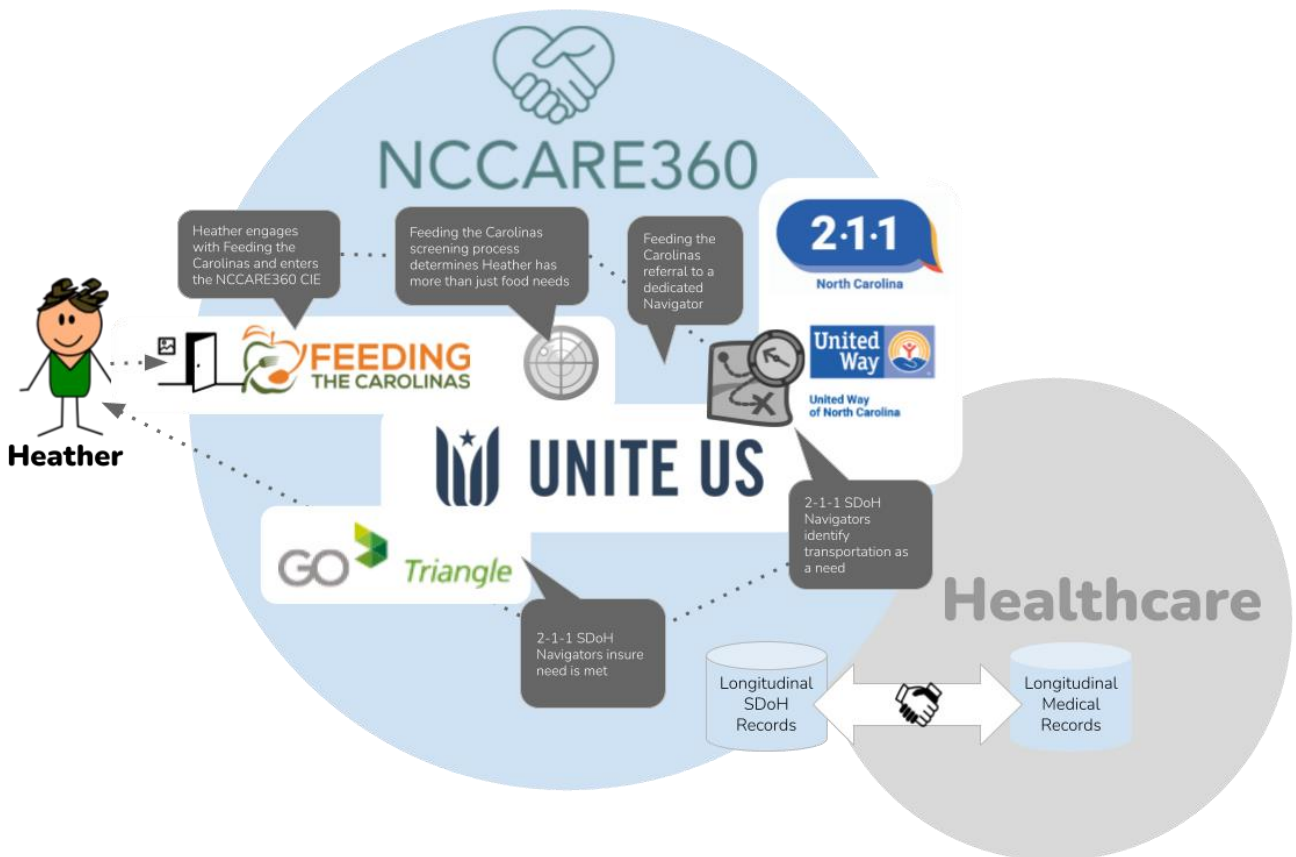 NCCARE360
Heather engages
with Feeding the
Carolinas and enters
the NCCARE360 CIE
Feeding the Carolinas
screening process
determines Heather has
more than just food needs
Feeding the
Carolinas
referral to a
dedicated
Navigator
2·1·1
North Carolina
United
Way
United Way
of North Carolina
FEEDING
THE CAROLINAS
Heather
UNITE US
2-1-1 SDoH
Navigators
identify
transportation as
a need
GO
Triangle
2-1-1 SDoH
Navigators insure
need is met
Healthcare
Longitudinal
SDoH
Records
Longitudinal
Medical
Records